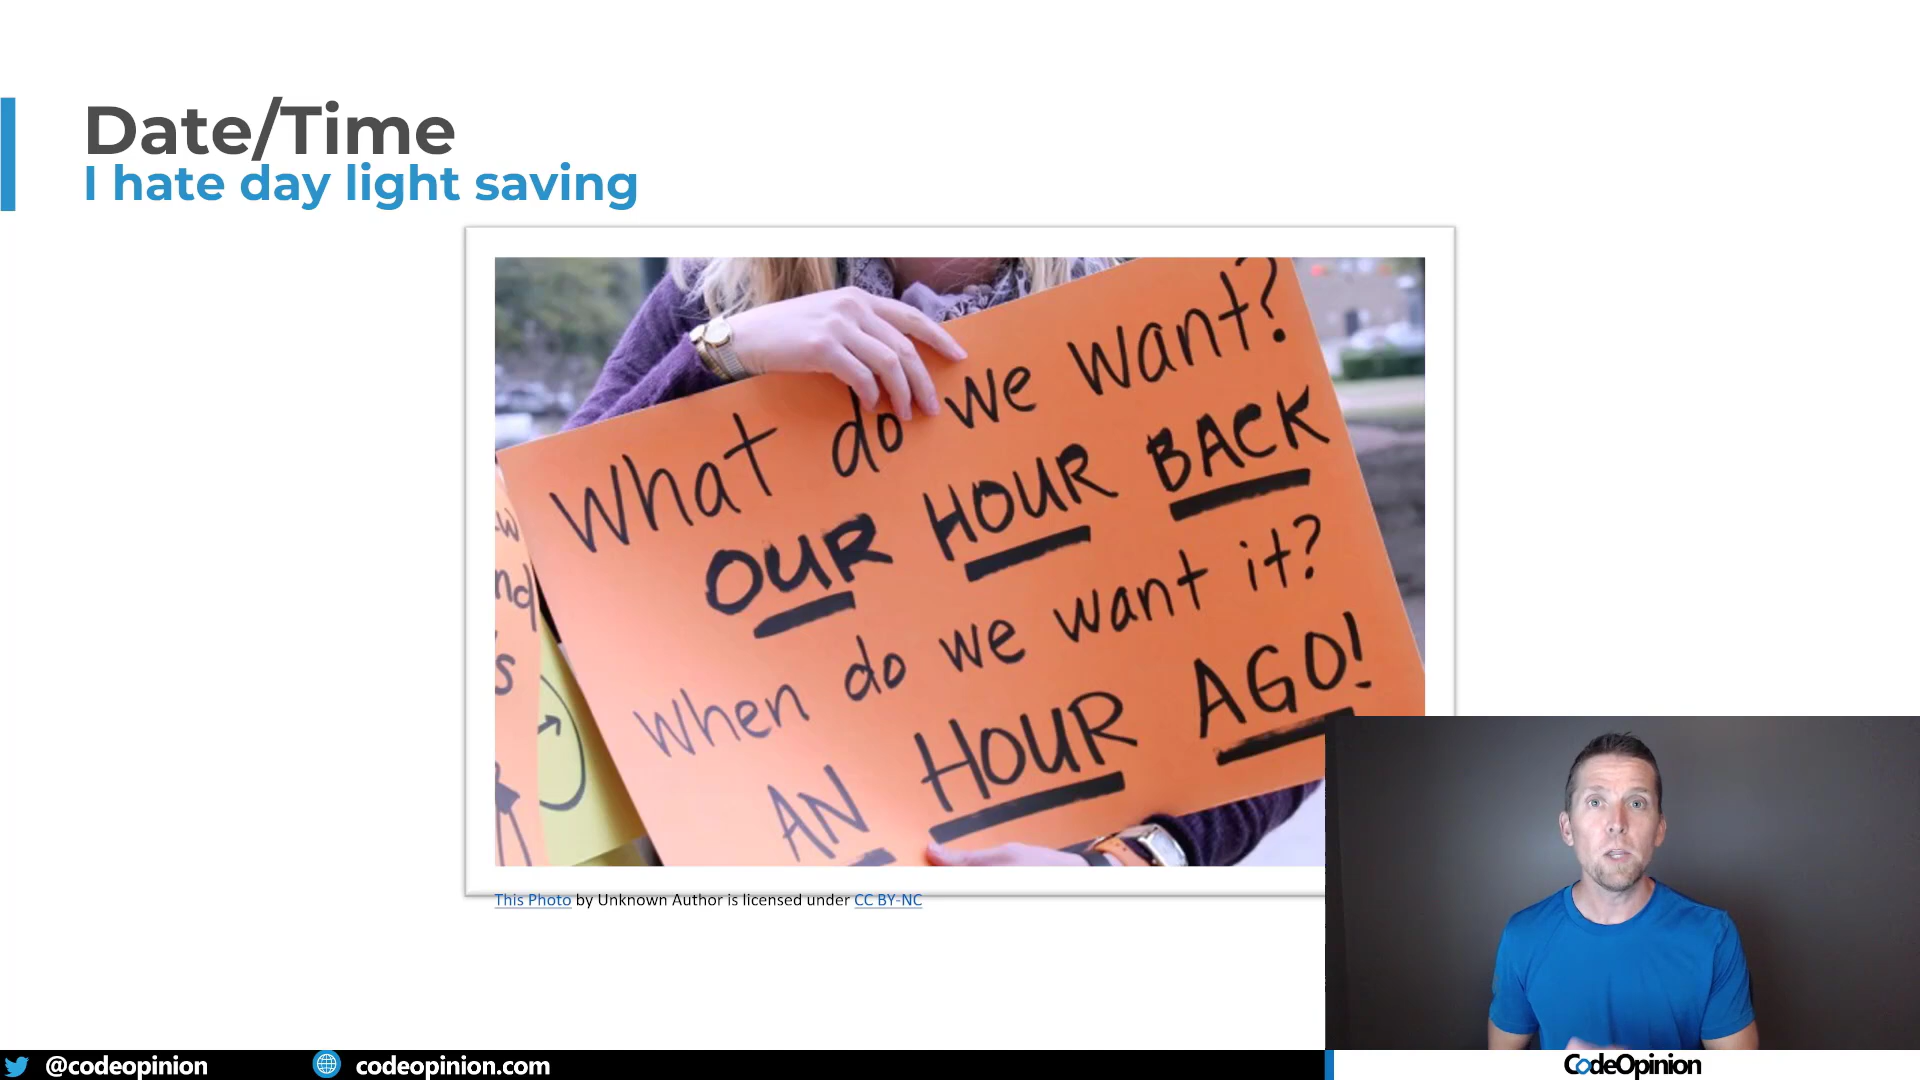 Date/Time
I hate day light saving
What do we want?
OUR HOUR BACK
When do we want it?
AN HOUR AGO!
This Photo by Unknown Author is licensed under CC BY-NC
@codeopinion
codeopinion.com
CodeOpinion